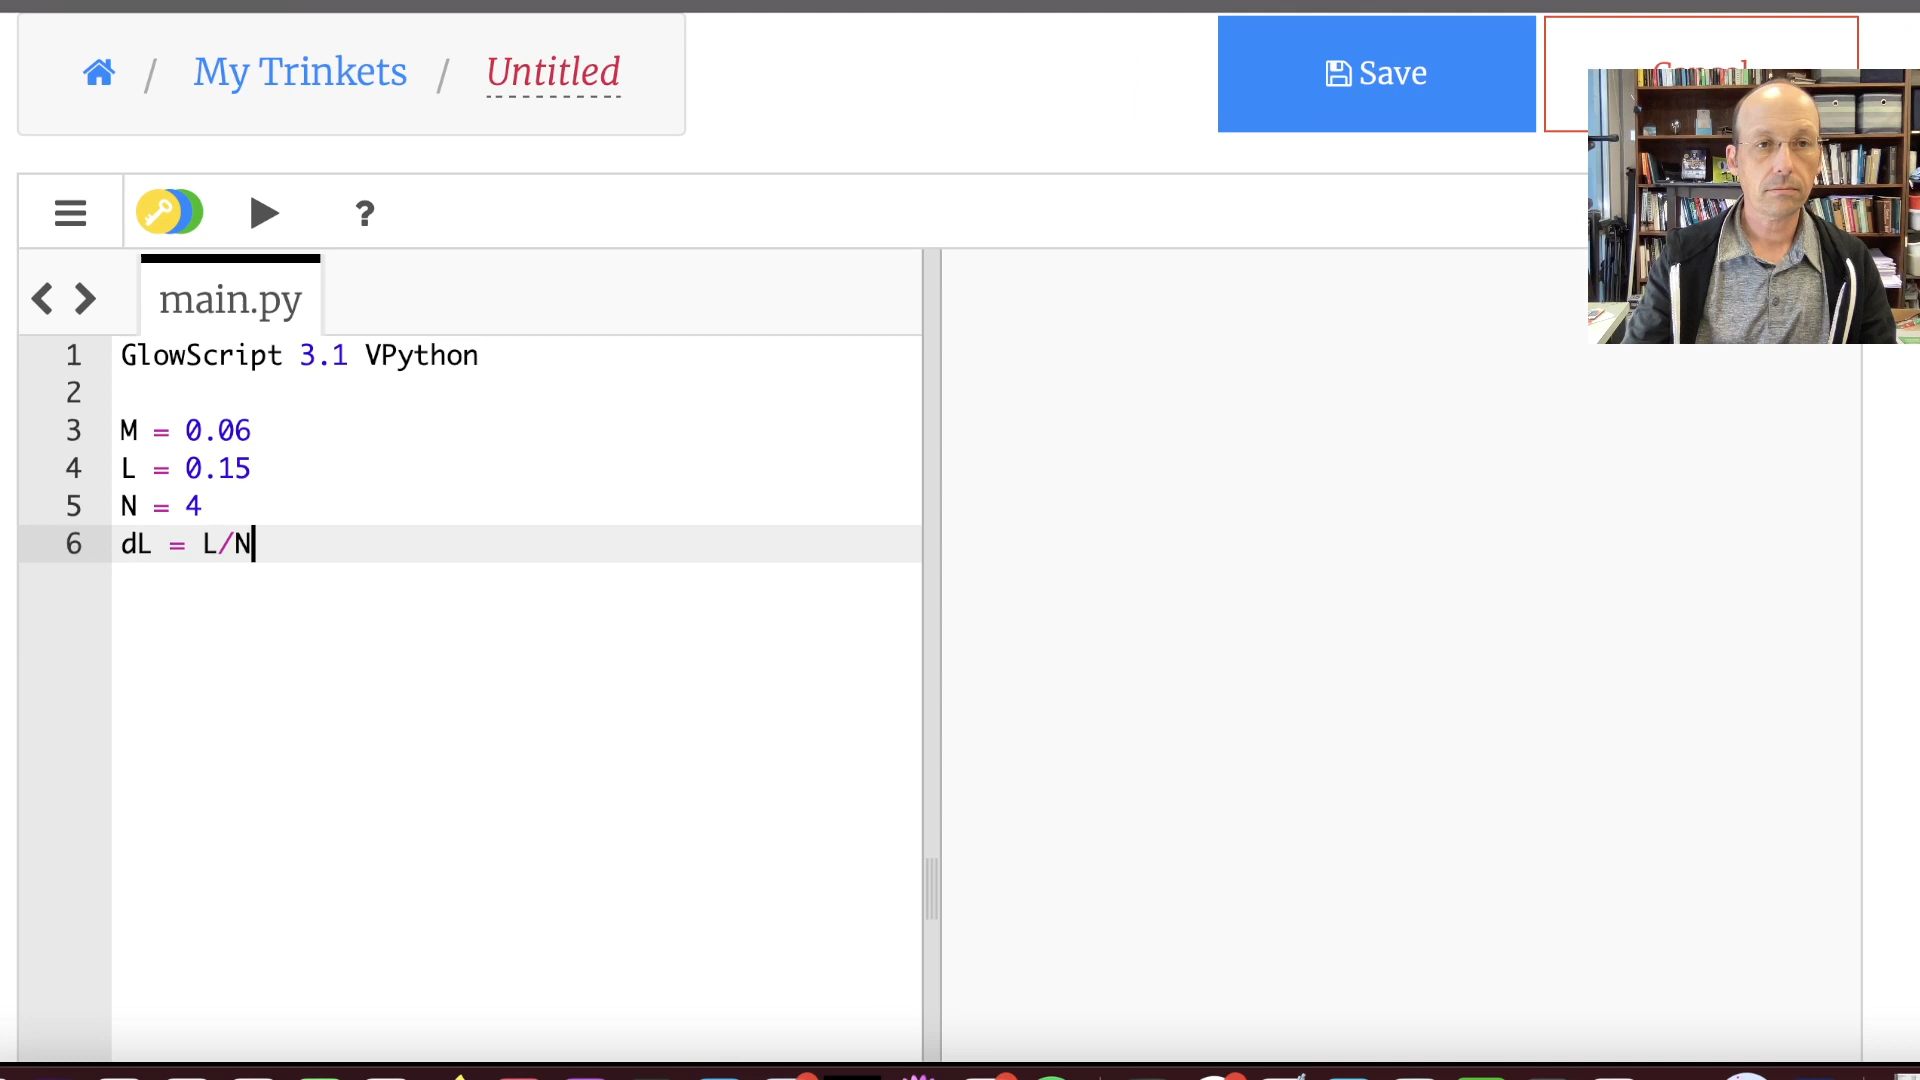 / My Trinkets / Untitled
Save
?
main.py
1 GlowScript 3.1 VPython
2
3 M = 0.06
4 L = 0.15
5 N = 4
6 dL = L/N